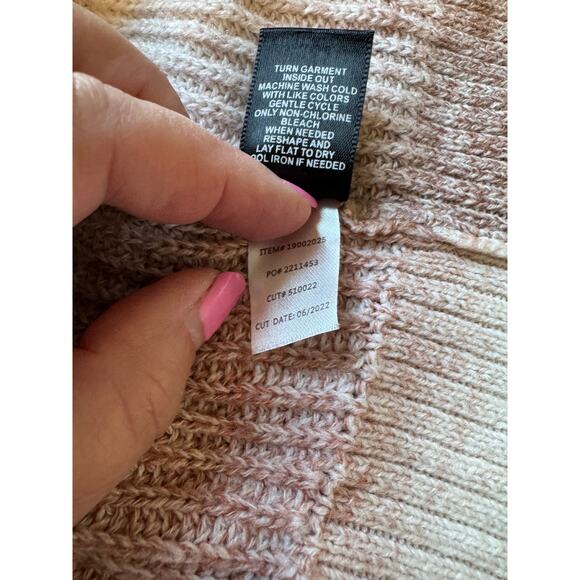 TURN GARMENT
INSIDE OUT
MACHINE WASH COLD
WITH LIKE COLORS
GENTLE CYCLE
ONLY NON-CHLORINE
BLEACH
WHEN NEEDED
RESHAPE AND
LAY FLAT TO DRY
OOL IRON IF NEEDED
ITEM# 19002025
PO# 2211453
CUT# 510022
CUT DATE: 06/2022